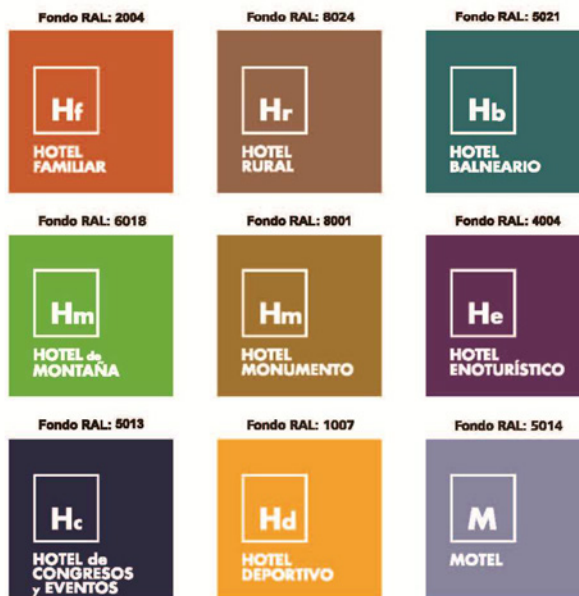 Fondo RAL: 2004
Hf
HOTEL
FAMILIAR
Fondo RAL: 8024
Hr
HOTEL
RURAL
Fondo RAL: 5021
Hb
HOTEL
BALNEARIO
Fondo RAL: 6018
Hm
HOTEL de
MONTAÑA
Fondo RAL: 8001
Hm
HOTEL
MONUMENTO
Fondo RAL: 4004
He
HOTEL
ENOTURÍSTICO
Fondo RAL: 5013
Hc
HOTEL de
CONGRESOS
y EVENTOS
Fondo RAL: 1007
Hd
HOTEL
DEPORTIVO
Fondo RAL: 5014
M
MOTEL